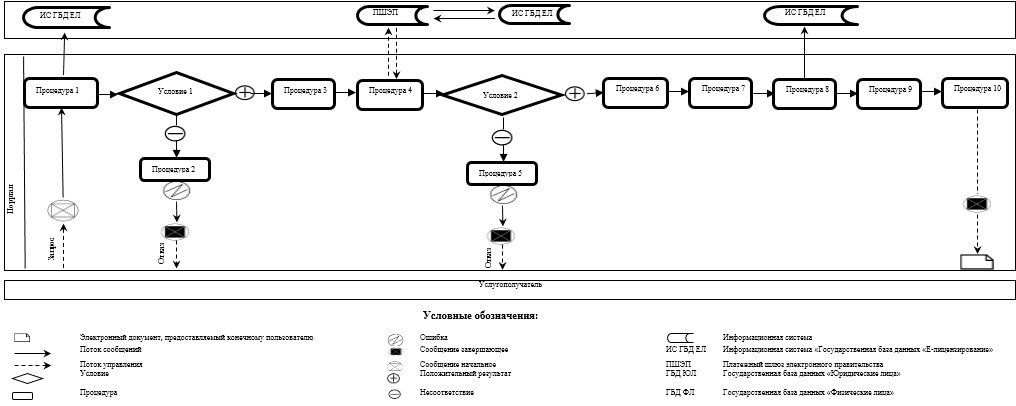 ИС ГБД ЕЛ
ПШЭП
ИС ГБД ЕЛ
ИС ГБД ЕЛ
Процедура 1
Условие 1
Процедура 3
Процедура 4
Условие 2
Процедура 6
Процедура 7
Процедура 8
Процедура 9
Процедура 10
Процедура 2
Процедура 5
Портал
Запрос
Отказ
Отказ
Услугополучатель
Условные обозначения:
Электронный документ, предоставляемый конечному пользователю
Поток сообщений
Поток управления
Условие
Процедура
Ошибка
Сообщение завершающее
Сообщение начальное
Положительный результат
Несоответствие
Информационная система
ИС ГБД ЕЛ Информационная система «Государственная база данных «Е-лицензирование»
ПШЭП Платежный шлюз электронного правительства
ГБД ЮЛ Государственная база данных «Юридические лица»
ГБД ФЛ Государственная база данных «Физические лица»